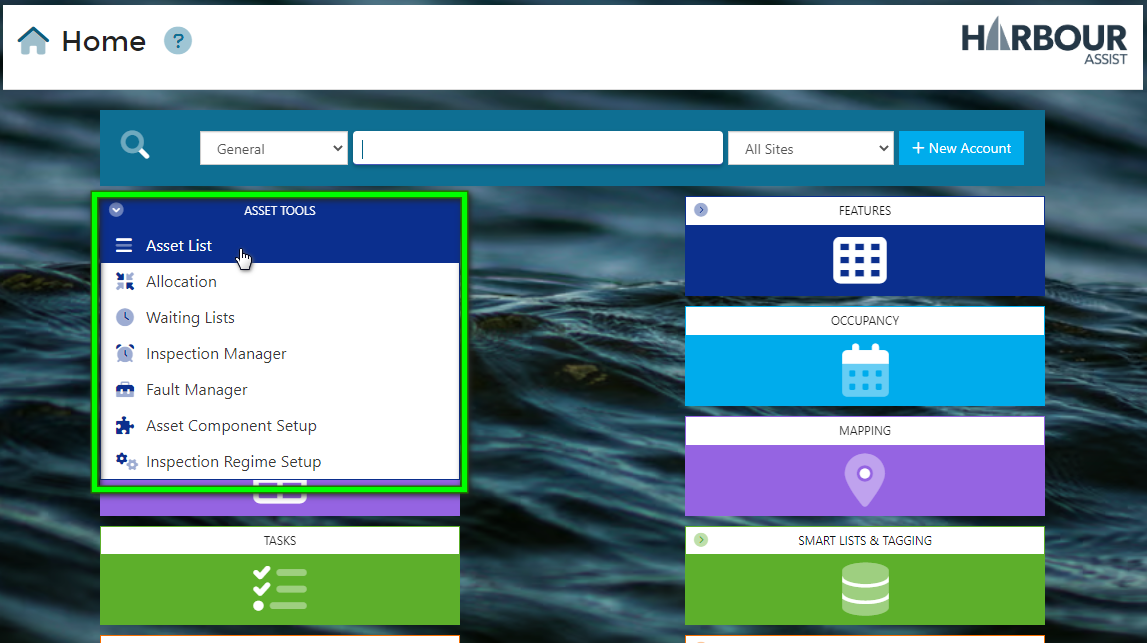 Home ?
HARBOUR
ASSIST
General
All Sites
+ New Account
ASSET TOOLS
Asset List
Allocation
Waiting Lists
Inspection Manager
Fault Manager
Asset Component Setup
Inspection Regime Setup
TASKS
FEATURES
OCCUPANCY
MAPPING
SMART LISTS & TAGGING